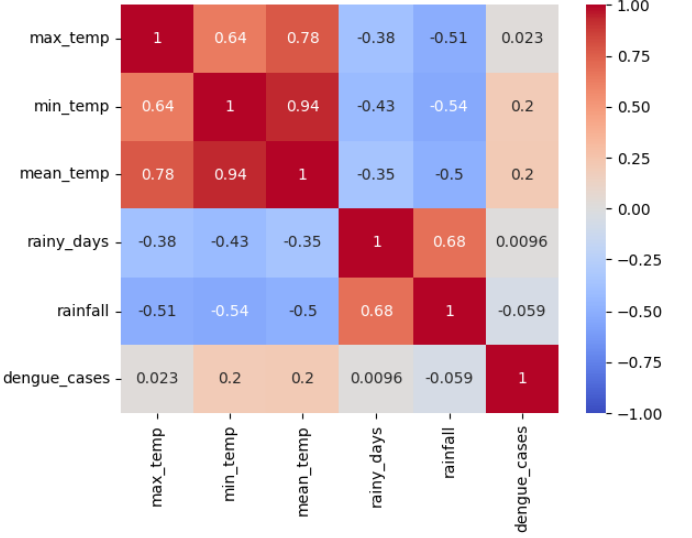 max_temp 1 0.64 0.78 -0.38 -0.51 0.023
min_temp 0.64 1 0.94 -0.43 -0.54 0.2
mean_temp 0.78 0.94 1 -0.35 -0.5 0.2
rainy_days -0.38 -0.43 -0.35 1 0.68 0.0096
rainfall -0.51 -0.54 -0.5 0.68 1 -0.059
dengue_cases 0.023 0.2 0.2 0.0096 -0.059 1
max_temp
min_temp
mean_temp
rainy_days
rainfall
dengue_cases
1.00
0.75
0.50
0.25
0.00
−0.25
−0.50
−0.75
−1.00